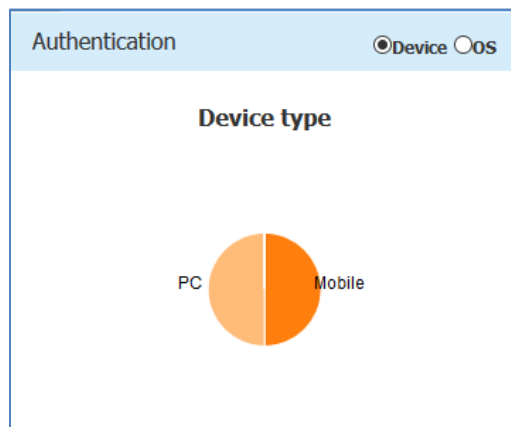 Authentication
Device OS
Device type
PC
Mobile